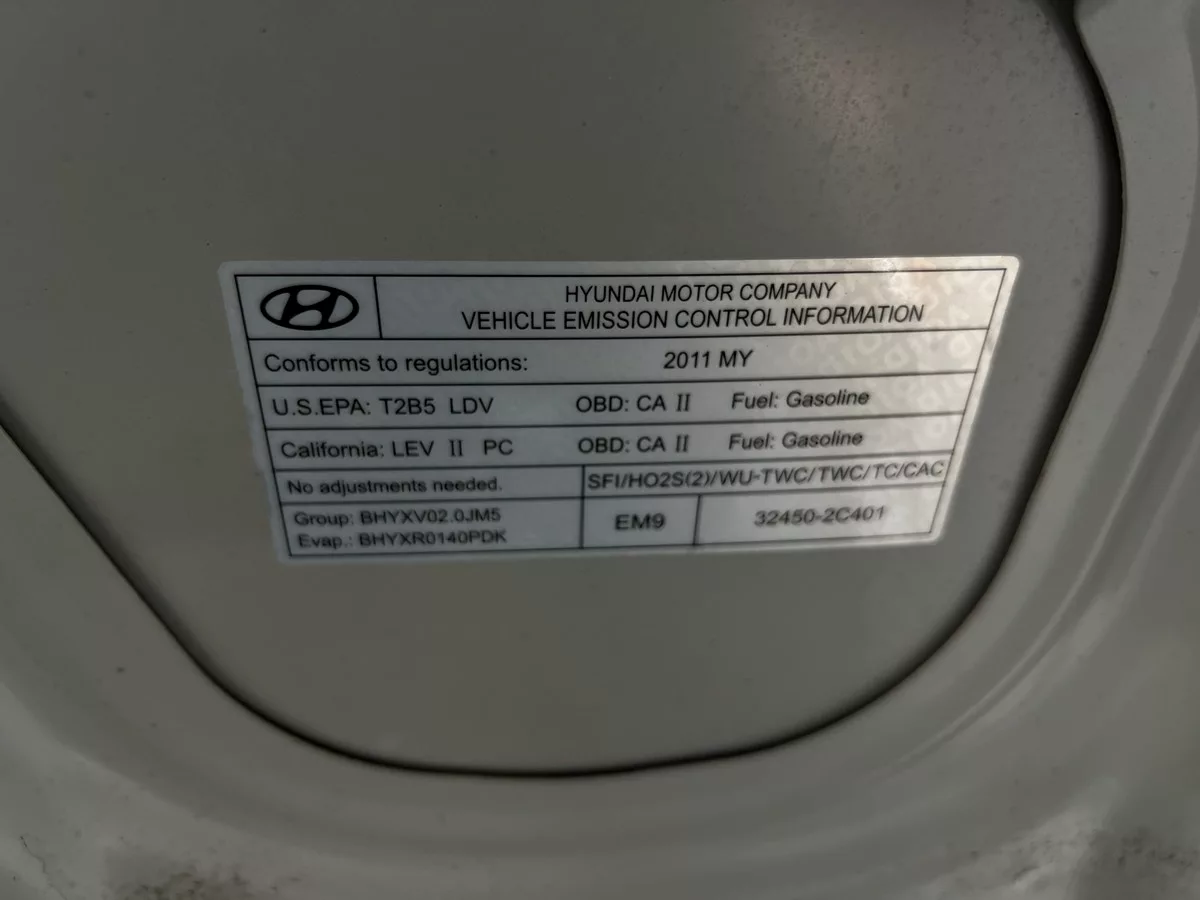 HYUNDAI MOTOR COMPANY
VEHICLE EMISSION CONTROL INFORMATION
Conforms to regulations: 2011 MY
U.S.EPA: T2B5 LDV OBD: CA II Fuel: Gasoline
California: LEV II PC OBD: CA II Fuel: Gasoline
No adjustments needed. SFI/HO2S(2)/WU-TWC/TWC/TC/CAC
Group: BHYXV02.0JM5
Evap.: BHYXR0140PDK
EM9 32450-2C401